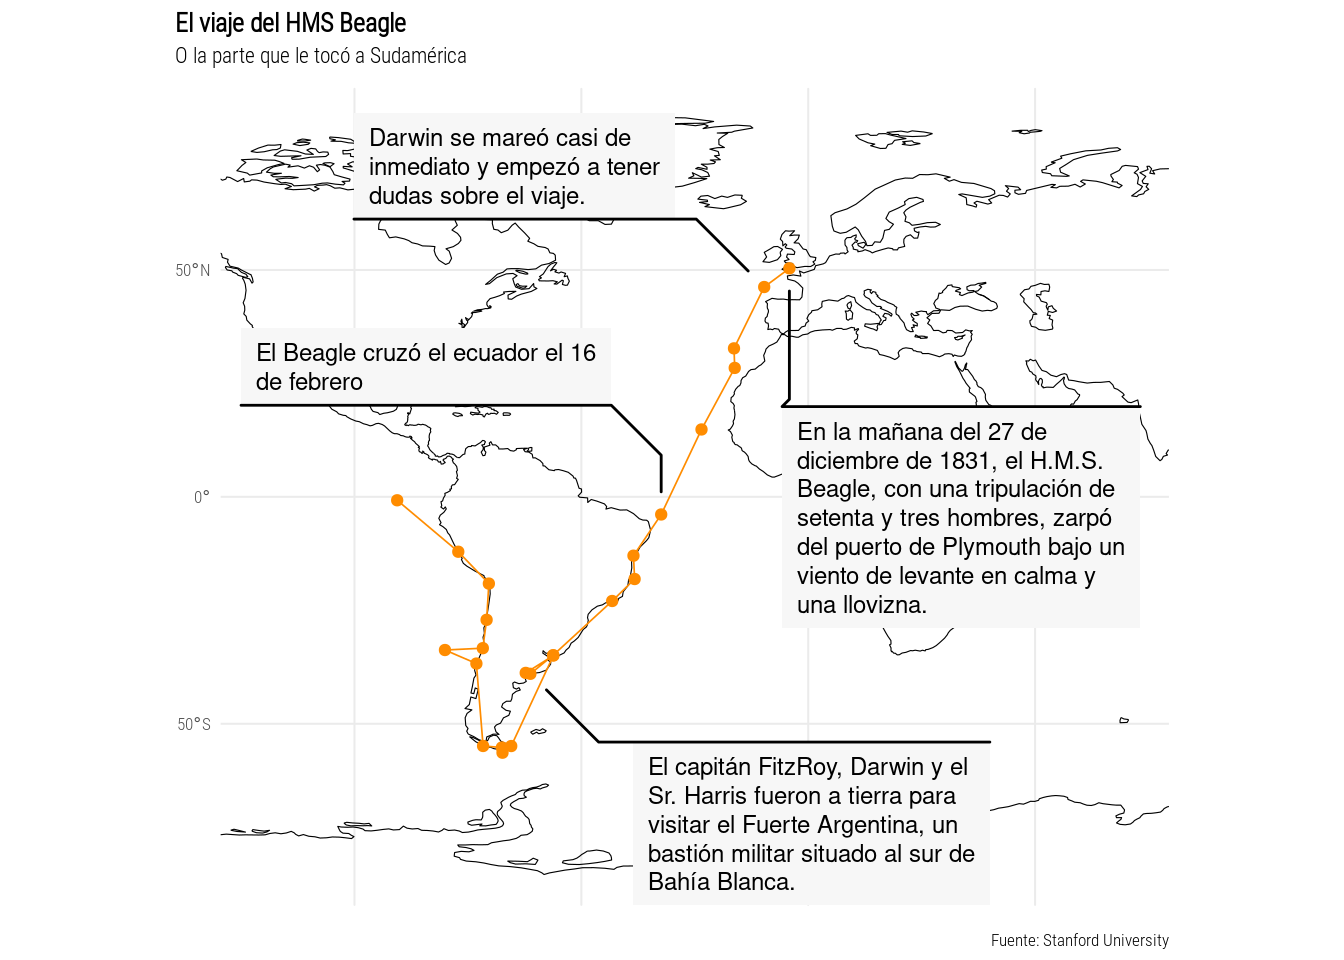 El viaje del HMS Beagle
O la parte que le tocó a Sudamérica
Darwin se mareó casi de
inmediato y empezó a tener
dudas sobre el viaje.
50°N
El Beagle cruzó el ecuador el 16
de febrero
En la mañana del 27 de
diciembre de 1831, el H.M.S.
Beagle, con una tripulación de
setenta y tres hombres, zarpó
del puerto de Plymouth bajo un
viento de levante en calma y
una llovizna.
0°
50°S
El capitán FitzRoy, Darwin y el
Sr. Harris fueron a tierra para
visitar el Fuerte Argentina, un
bastión militar situado al sur de
Bahía Blanca.
Fuente: Stanford University